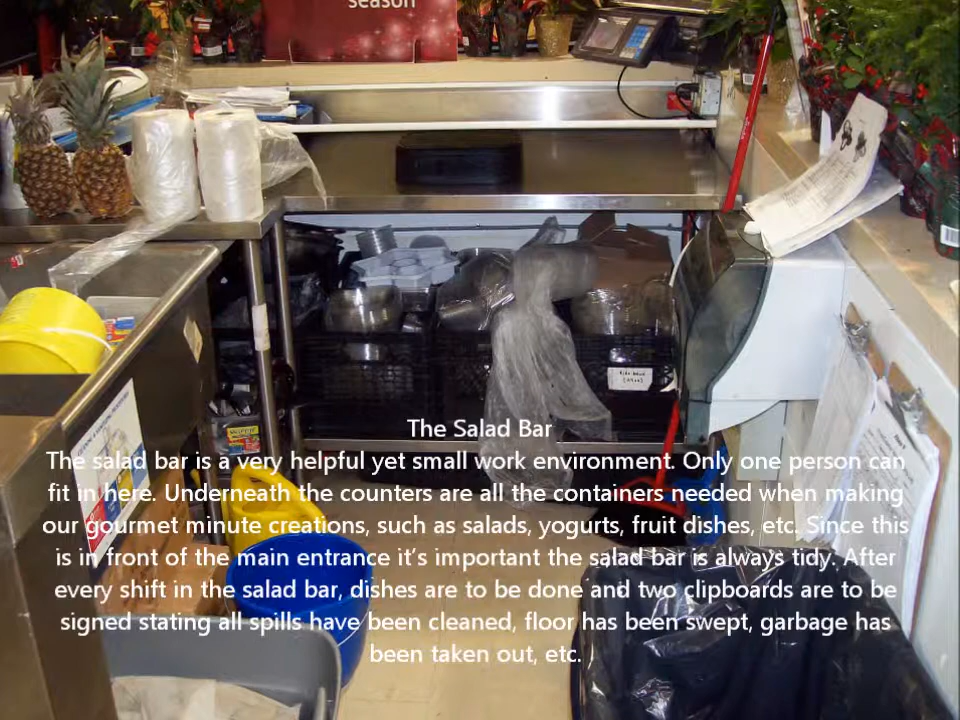 season
The Salad Bar
The salad bar is a very helpful yet small work environment. Only one person can
fit in here. Underneath the counters are all the containers needed when making
our gourmet minute creations, such as salads, yogurts, fruit dishes, etc. Since this
is in front of the main entrance it's important the salad bar is always tidy. After
every shift in the salad bar, dishes are to be done and two clipboards are to be
signed stating all spills have been cleaned, floor has been swept, garbage has
been taken out, etc.